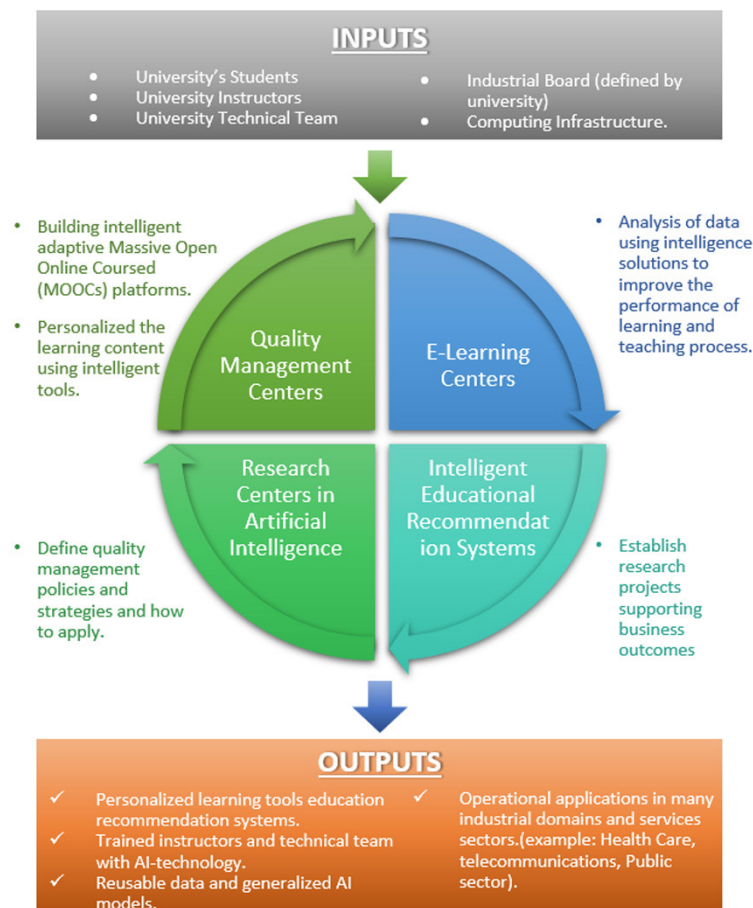 INPUTS
• University's Students
• University Instructors
• University Technical Team
• Industrial Board (defined by
university)
• Computing Infrastructure.
• Building intelligent
adaptive Massive Open
Online Coursed
(MOOCs) platforms.
• Personalized the
learning content
using intelligent
tools.
Quality
Management
Centers
E-Learning
Centers
• Analysis of data
using intelligence
solutions to
improve the
performance of
learning and
teaching process.
• Define quality
management
policies and
strategies and how
to apply.
Research
Centers in
Artificial
Intelligence
Intelligent
Educational
Recommendat
ion Systems
• Establish
research
projects
supporting
business
outcomes
OUTPUTS
✓ Personalized learning tools education
recommendation systems.
✓ Trained instructors and technical team
with AI-technology.
✓ Reusable data and generalized AI
models.
✓ Operational applications in many
industrial domains and services
sectors.(example: Health Care,
telecommunications, Public
sector).